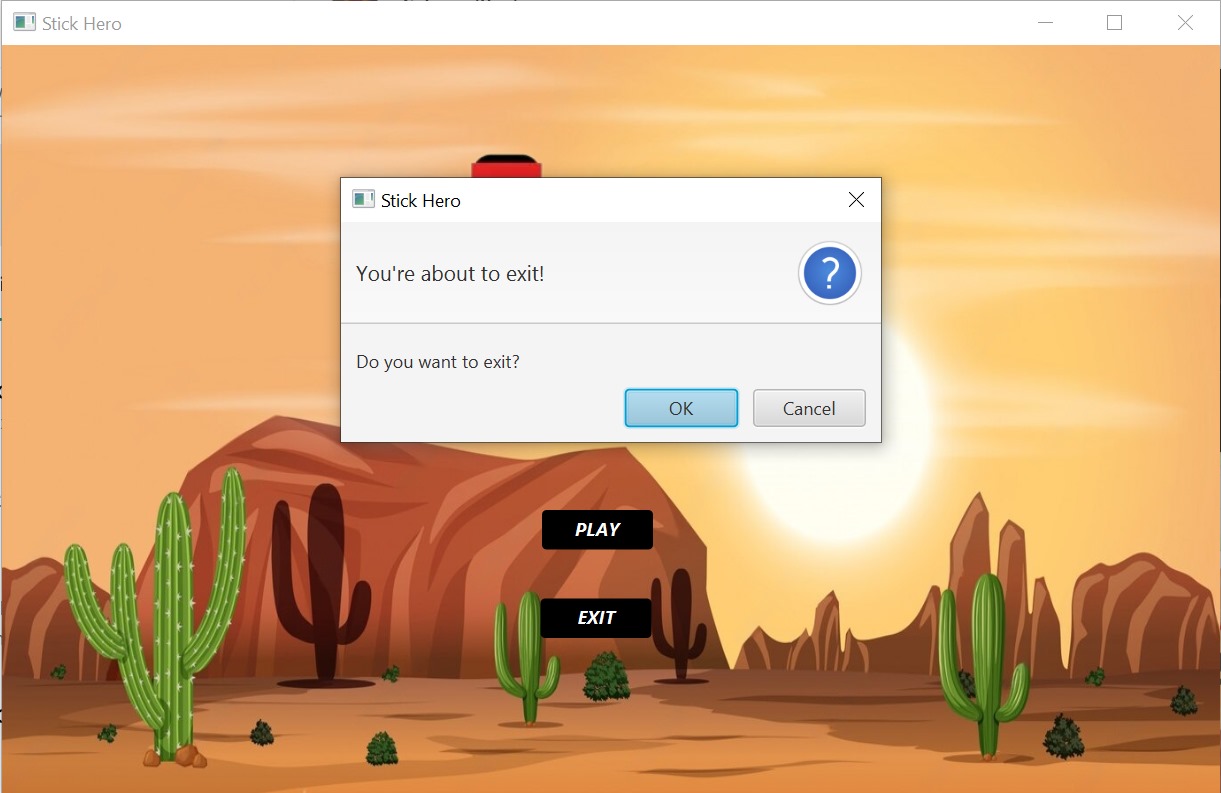 Stick Hero
Stick Hero
You're about to exit!
?
Do you want to exit?
OK
Cancel
PLAY
EXIT